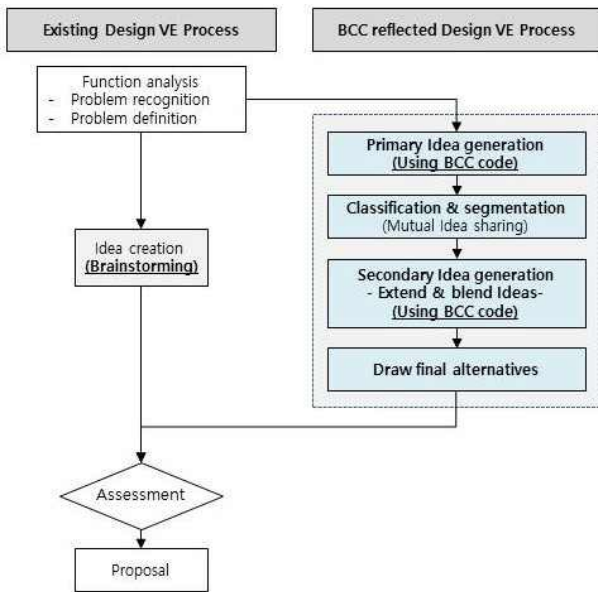 Existing Design VE Process
BCC reflected Design VE Process
Function analysis
- Problem recognition
- Problem definition
Primary Idea generation
(Using BCC code)
Classification & segmentation
(Mutual Idea sharing)
Idea creation
(Brainstorming)
Secondary Idea generation
- Extend & blend Ideas-
(Using BCC code)
Draw final alternatives
Assessment
Proposal